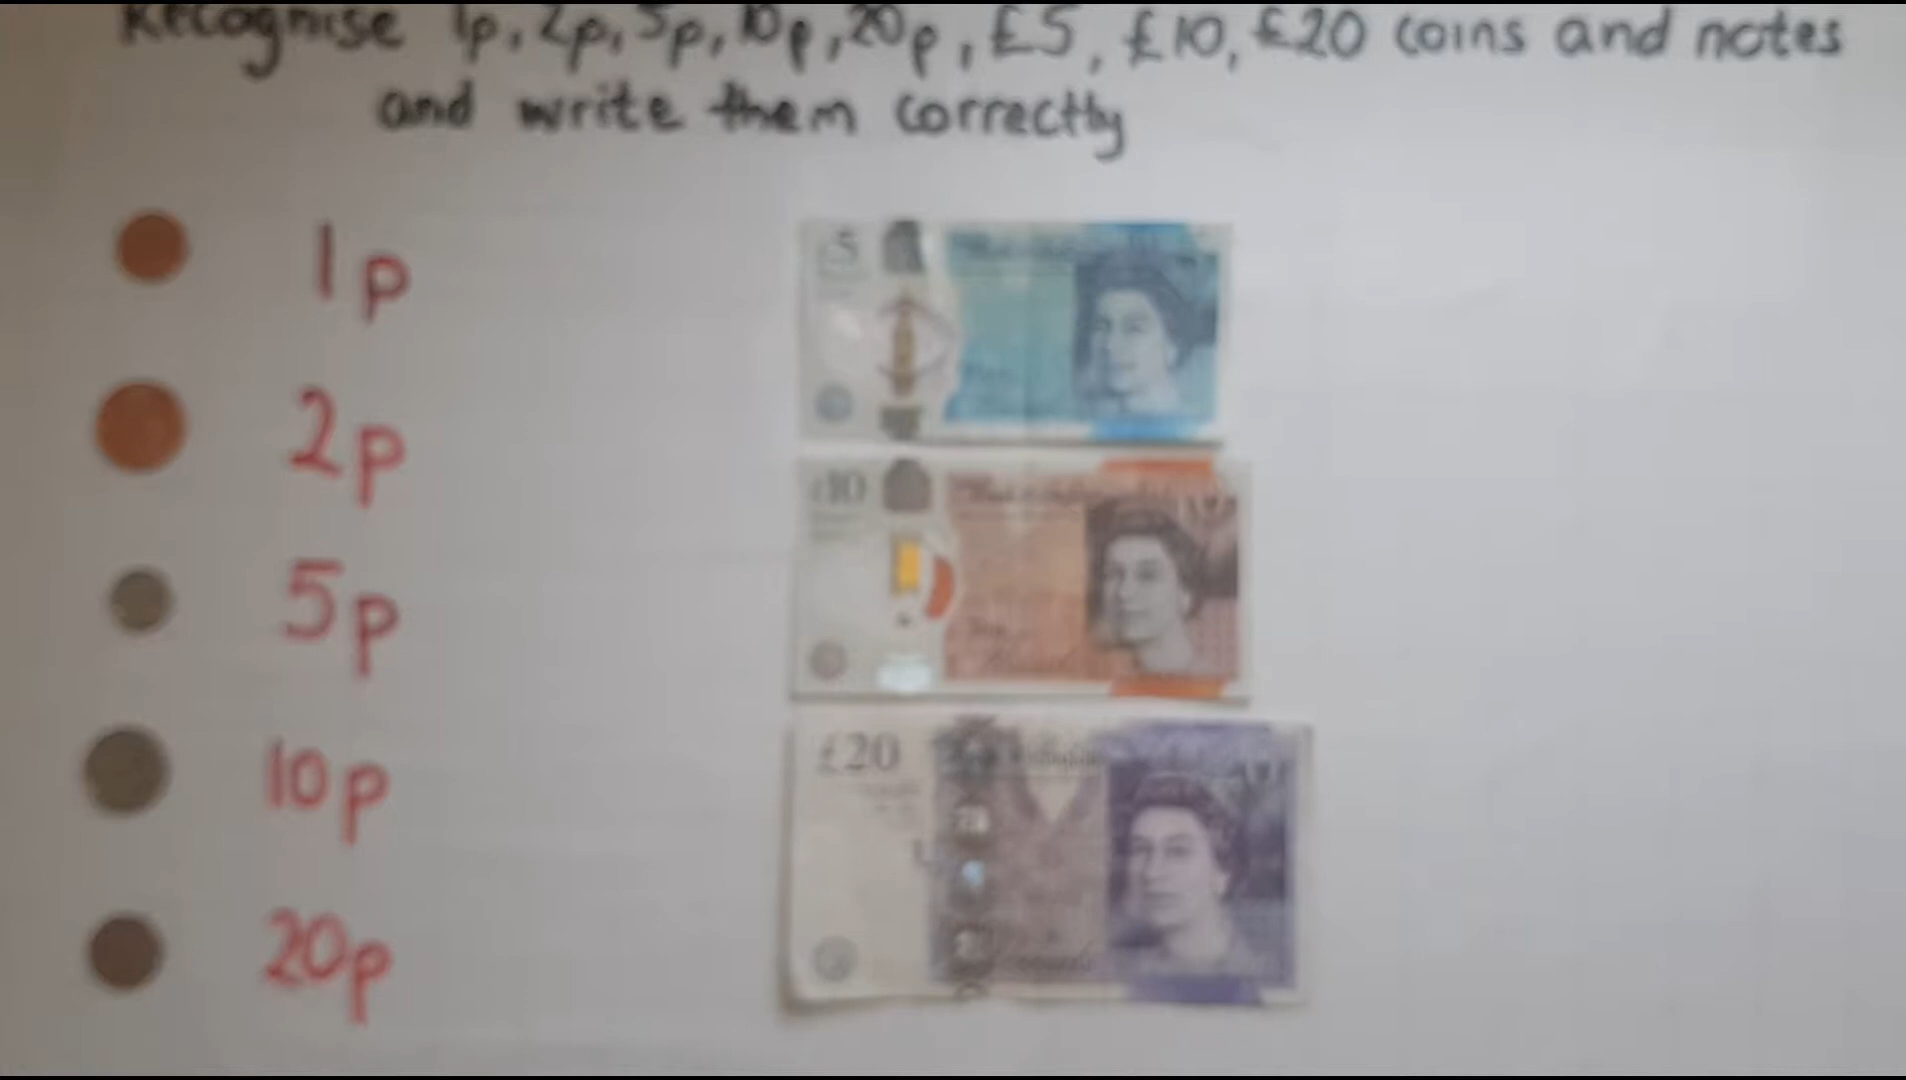 Recognise 1p, 2p, 5p, 10p, 20p, £5, £10, £20 coins and notes
and write them correctly
1p
£5
2p
£10
5p
10p
£20
20p